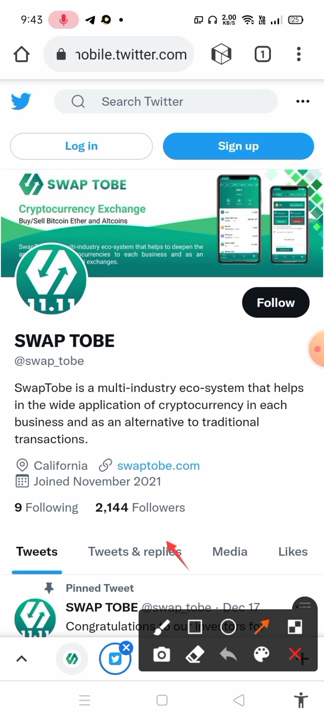 9:43
2.00
KB/S
25
nobile.twitter.com
1
Search Twitter
Log in
Sign up
SWAP TOBE
Cryptocurrency Exchange
Buy/Sell Bitcoin Ether and Altcoins
11.11
Follow
SWAP TOBE
@swap_tobe
SwapTobe is a multi-industry eco-system that helps
in the wide application of cryptocurrency in each
business and as an alternative to traditional
transactions.
California
swaptobe.com
Joined November 2021
9 Following
2,144 Followers
Tweets
Tweets & replies
Media
Likes
Pinned Tweet
SWAP TOBE @swap_tobe · Dec 17
Congratulations to our investors for